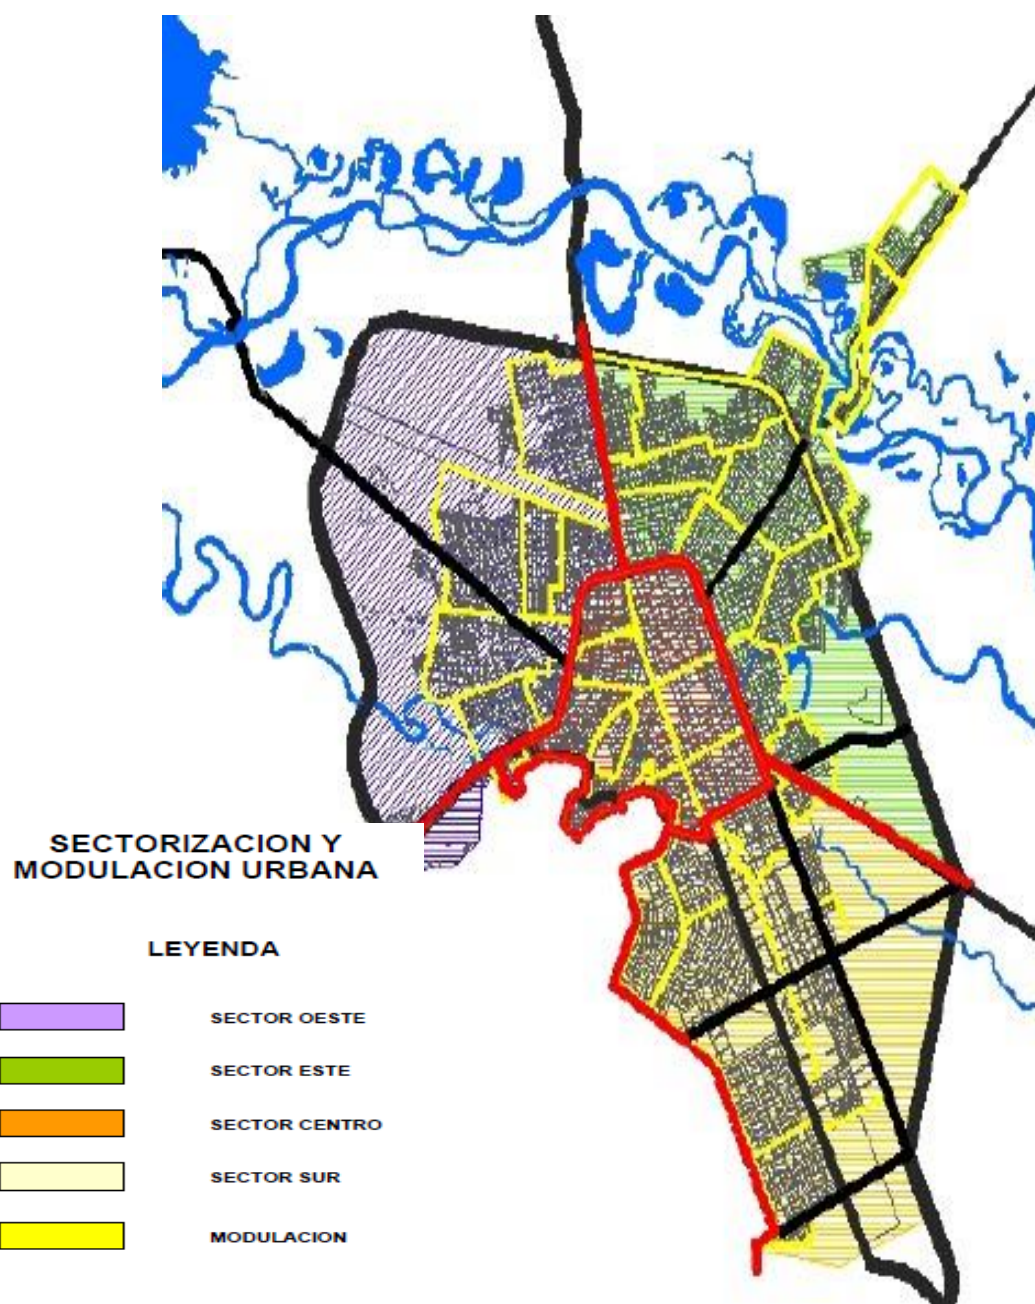 SECTORIZACION Y
MODULACION URBANA
LEYENDA
SECTOR OESTE
SECTOR ESTE
SECTOR CENTRO
SECTOR SUR
MODULACION